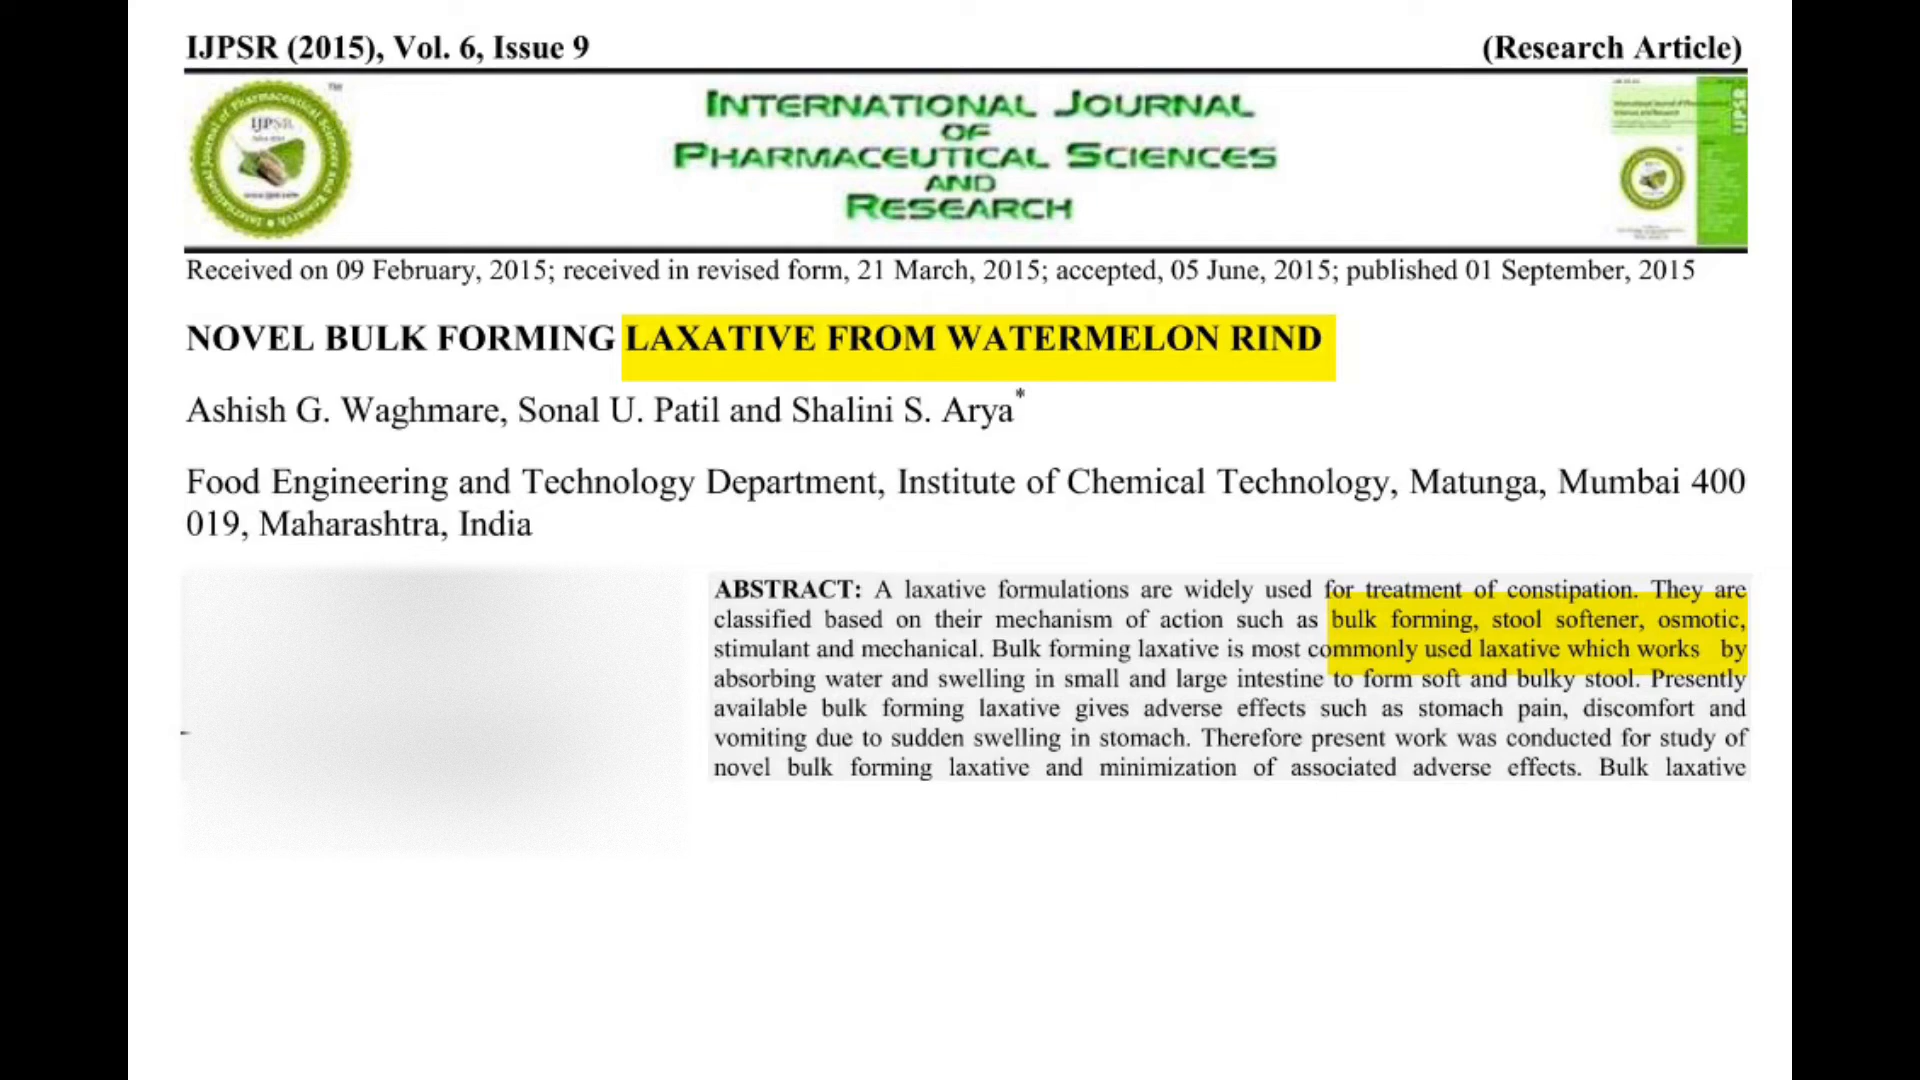 IJPSR (2015), Vol. 6, Issue 9
(Research Article)
IJPSR
INTERNATIONAL JOURNAL
OF
PHARMACEUTICAL SCIENCES
AND
RESEARCH
IJPSR
Received on 09 February, 2015; received in revised form, 21 March, 2015; accepted, 05 June, 2015; published 01 September, 2015
NOVEL BULK FORMING LAXATIVE FROM WATERMELON RIND
Ashish G. Waghmare, Sonal U. Patil and Shalini S. Arya*
Food Engineering and Technology Department, Institute of Chemical Technology, Matunga, Mumbai 400
019, Maharashtra, India
ABSTRACT: A laxative formulations are widely used for treatment of constipation. They are
classified based on their mechanism of action such as bulk forming, stool softener, osmotic,
stimulant and mechanical. Bulk forming laxative is most commonly used laxative which works by
absorbing water and swelling in small and large intestine to form soft and bulky stool. Presently
available bulk forming laxative gives adverse effects such as stomach pain, discomfort and
vomiting due to sudden swelling in stomach. Therefore present work was conducted for study of
novel bulk forming laxative and minimization of associated adverse effects. Bulk laxative